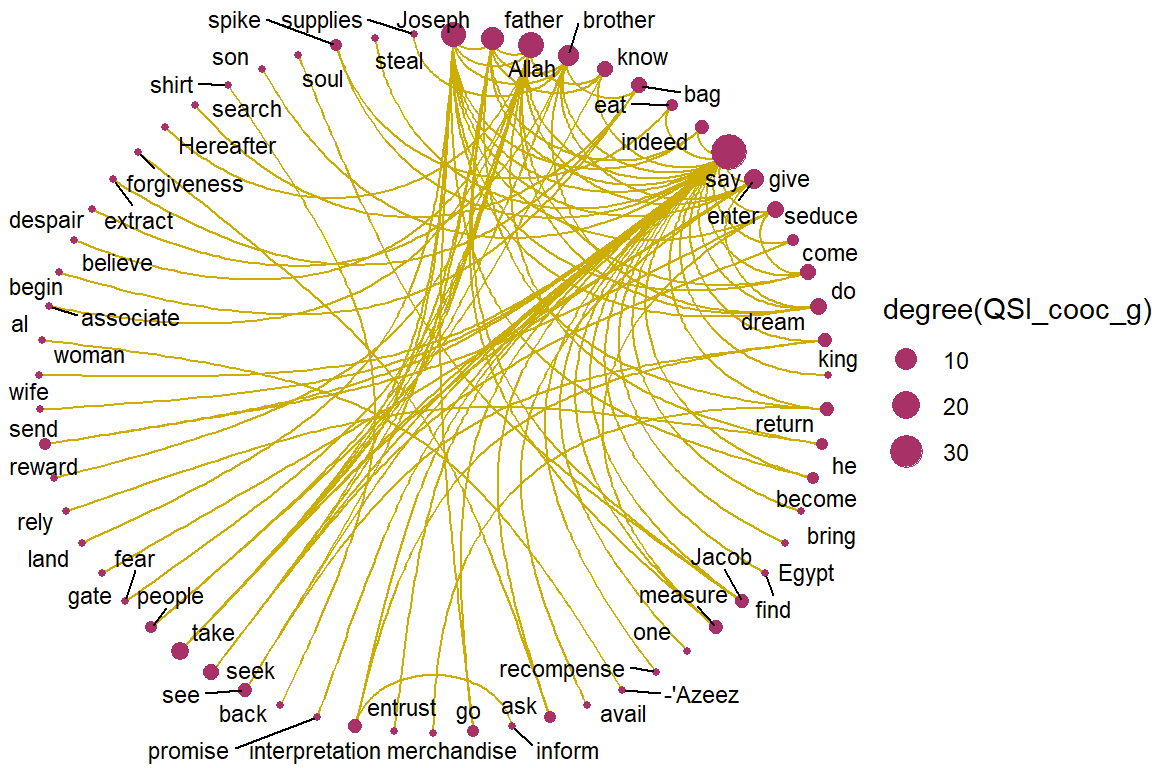 spike supplies Joseph father brother
son steal Allah know
soul
shirt bag
search eat
Hereafter indeed
forgiveness say give
despair extract enter seduce
believe come
begin do
al associate dream
woman king
wife
send return
reward he
become
rely bring
land fear Jacob Egypt
gate people measure find
take one
seek recompense
see -'Azeez
back entrust go ask avail
promise interpretation merchandise inform
degree(QSI_cooc_g)
10
20
30